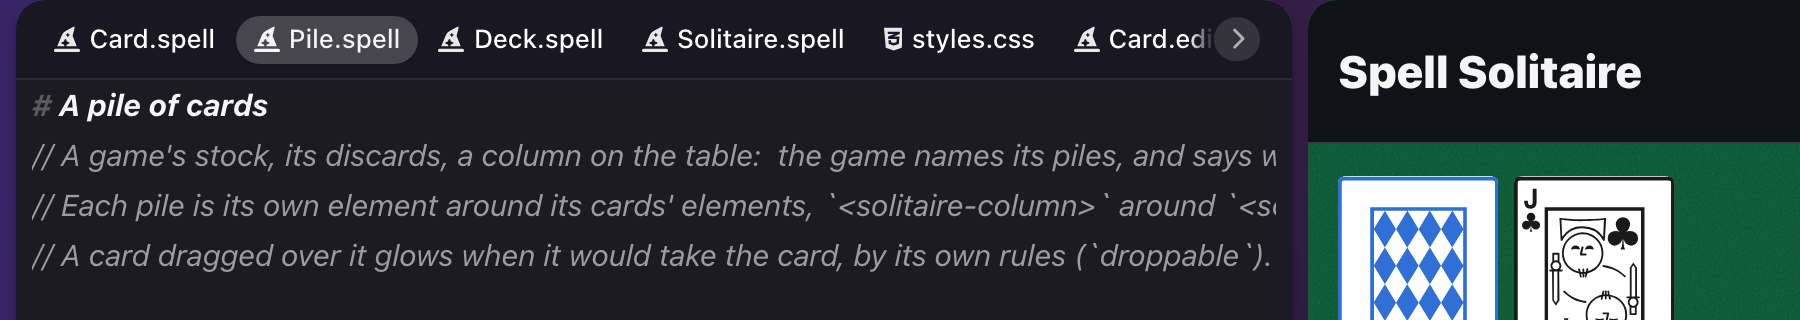 Card.spell Pile.spell Deck.spell Solitaire.spell styles.css Card.edi
Spell Solitaire
# A pile of cards
// A game's stock, its discards, a column on the table:  the game names its piles, and says
// Each pile is its own element around its cards' elements, `<solitaire-column>` around `<so
// A card dragged over it glows when it would take the card, by its own rules (`droppable`).
J